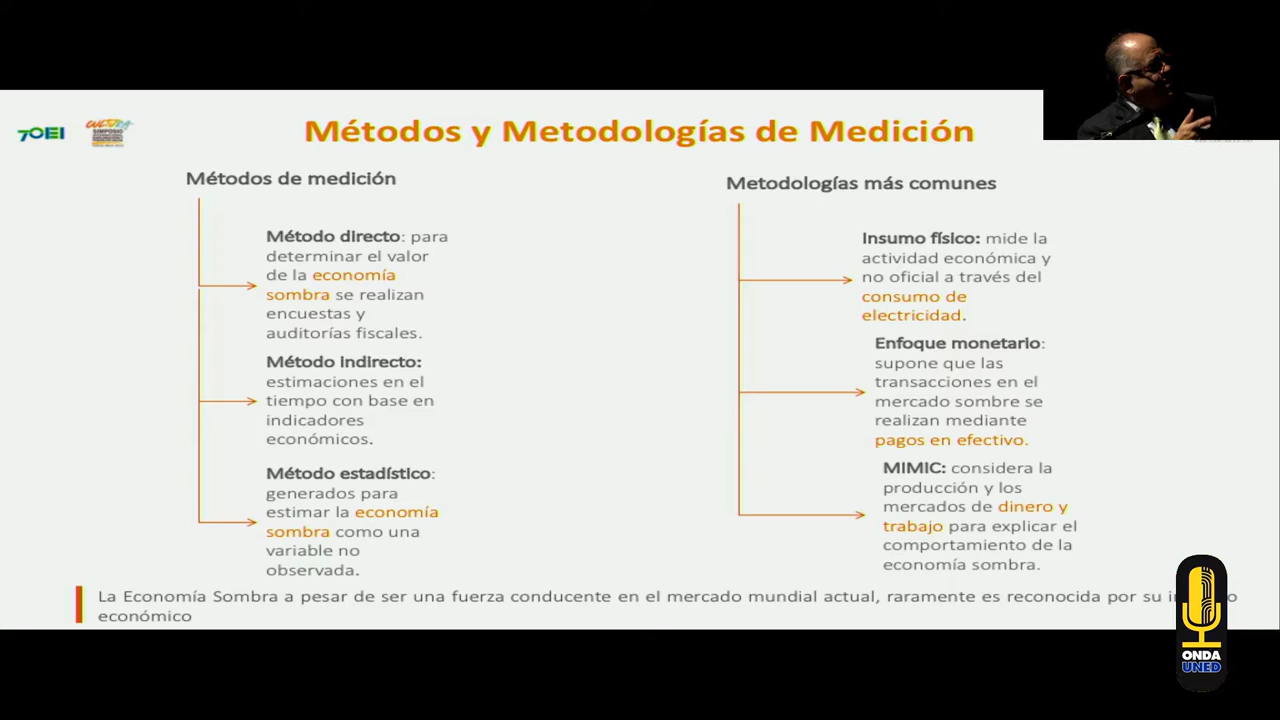 7OEI
CULTURA
SIMPOSIO
Métodos y Metodologías de Medición
Métodos de medición
Método directo: para
determinar el valor
de la economía
sombra se realizan
encuestas y
auditorías fiscales.
Método indirecto:
estimaciones en el
tiempo con base en
indicadores
económicos.
Método estadístico:
generados para
estimar la economía
sombra como una
variable no
observada.
Metodologías más comunes
Insumo físico: mide la
actividad económica y
no oficial a través del
consumo de
electricidad.
Enfoque monetario:
supone que las
transacciones en el
mercado sombre se
realizan mediante
pagos en efectivo.
MIMIC: considera la
producción y los
mercados de dinero y
trabajo para explicar el
comportamiento de la
economía sombra.
La Economía Sombra a pesar de ser una fuerza conducente en el mercado mundial actual, raramente es reconocida por su
económico
ONDA
UNED